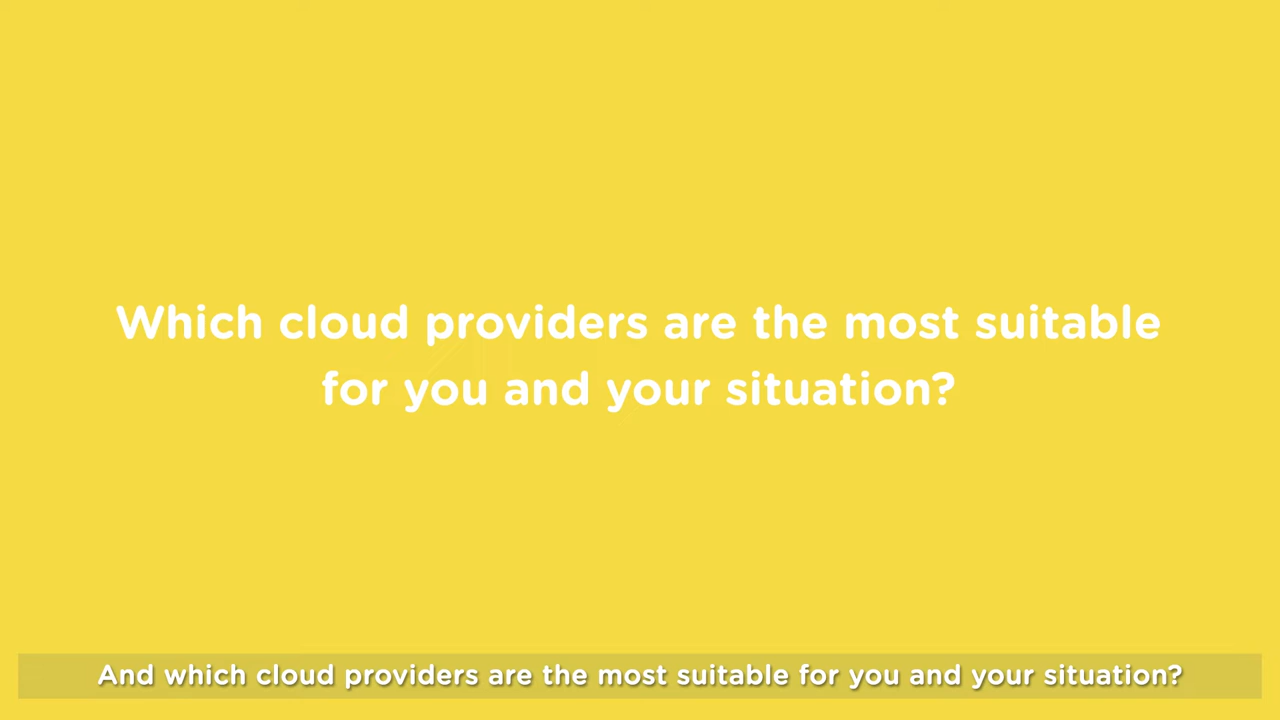 Which cloud providers are the most suitable
for you and your situation?
And which cloud providers are the most suitable for you and your situation?